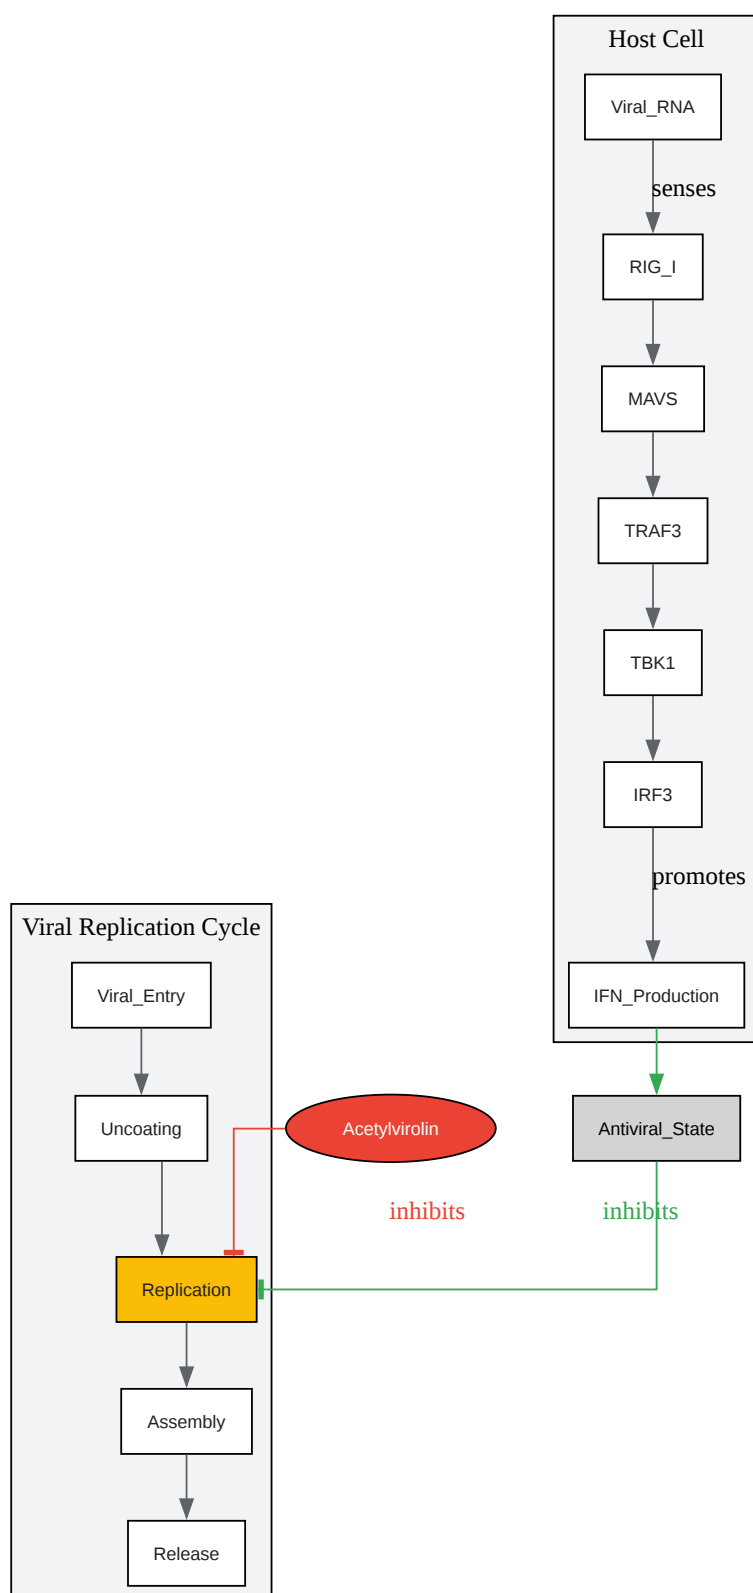 Host Cell
Viral_RNA
senses
RIG_I
MAVS
TRAF3
TBK1
IRF3
promotes
IFN_Production
Viral Replication Cycle
Viral_Entry
Uncoating
Acetylvirolin
Antiviral_State
inhibits
inhibits
Replication
Assembly
Release